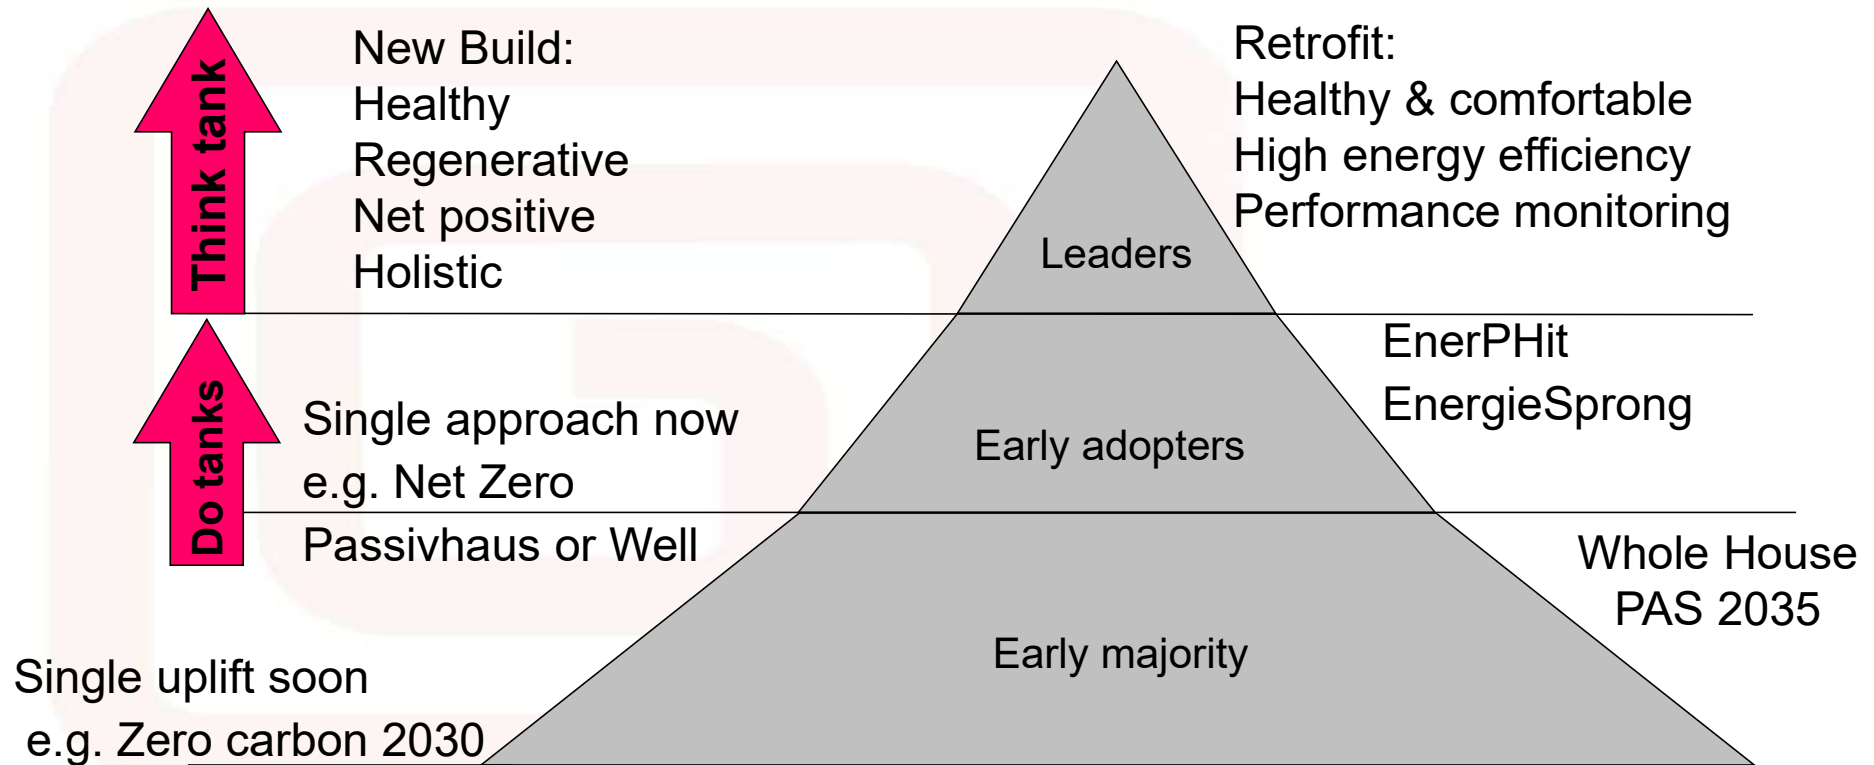 Think tank
New Build:
Healthy
Regenerative
Net positive
Holistic
Retrofit:
Healthy & comfortable
High energy efficiency
Performance monitoring
Leaders
Do tanks
Single approach now
e.g. Net Zero
Passivhaus or Well
Early adopters
EnerPHit
EnergieSprong
Single uplift soon
e.g. Zero carbon 2030
Early majority
Whole House
PAS 2035